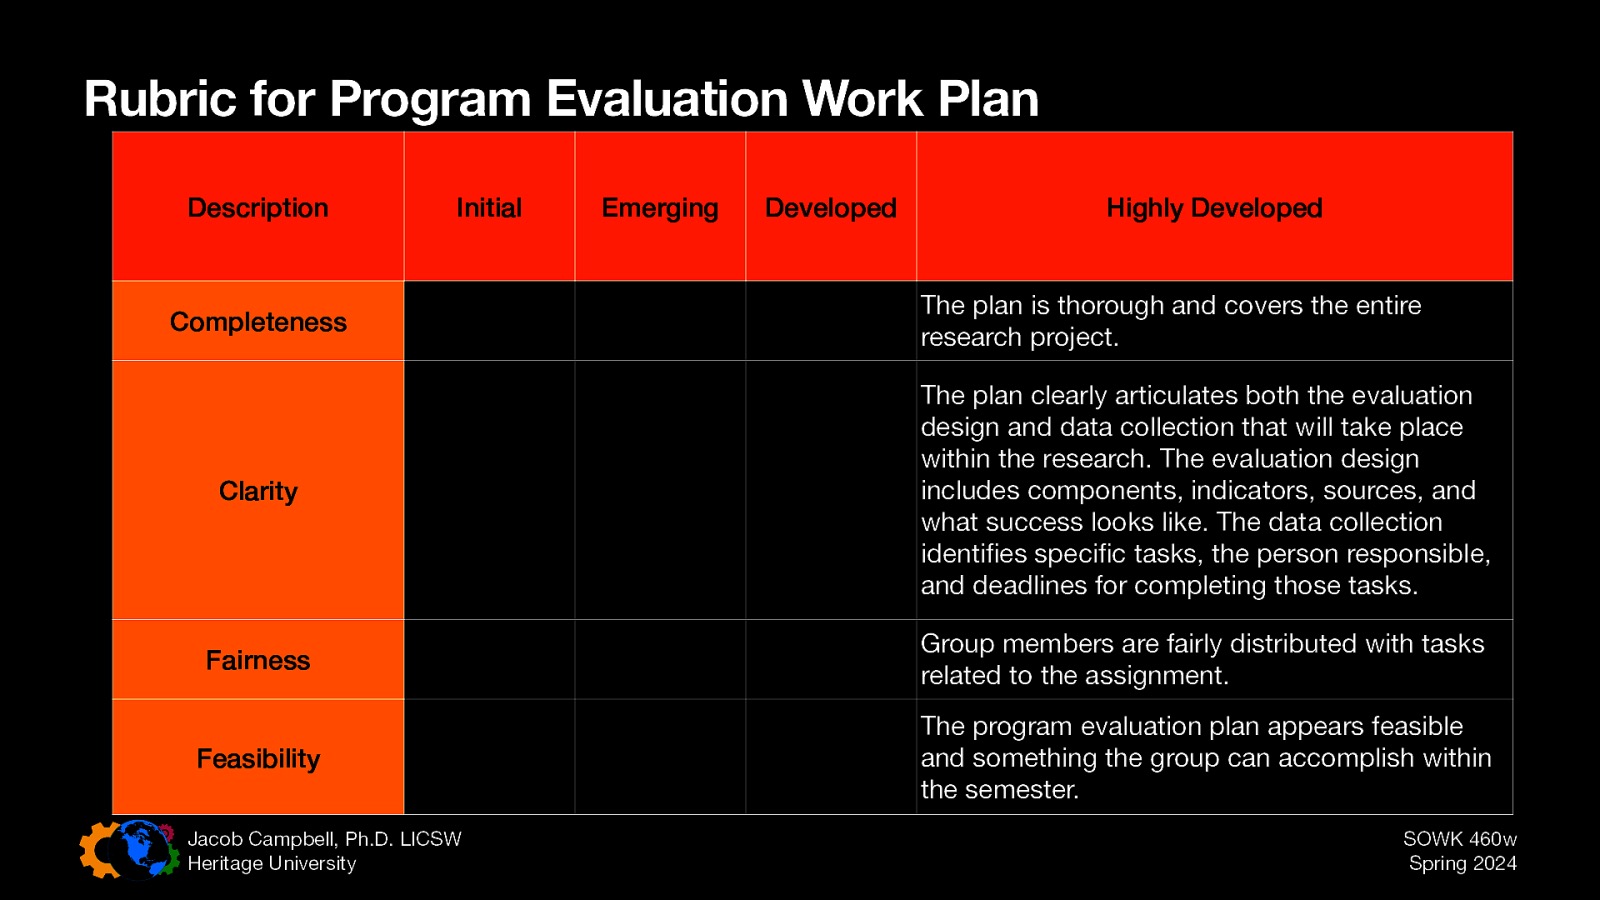 Rubric for Program Evaluation Work Plan
Description
Initial
Emerging
Developed
Highly Developed
Completeness
The plan is thorough and covers the entire
research project.
Clarity
The plan clearly articulates both the evaluation
design and data collection that will take place
within the research. The evaluation design
includes components, indicators, sources, and
what success looks like. The data collection
identifies specific tasks, the person responsible,
and deadlines for completing those tasks.
Fairness
Group members are fairly distributed with tasks
related to the assignment.
Feasibility
The program evaluation plan appears feasible
and something the group can accomplish within
the semester.
Jacob Campbell, Ph.D. LICSW
Heritage University
SOWK 460w
Spring 2024